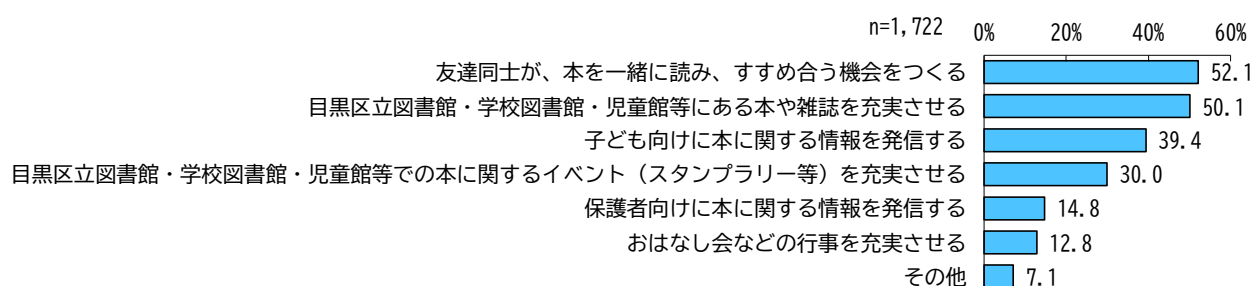 n=1,722 0% 20% 40% 60%
友達同士が、本を一緒に読み、すすめ合う機会をつくる 52.1
目黒区立図書館・学校図書館・児童館等にある本や雑誌を充実させる 50.1
子ども向けに本に関する情報を発信する 39.4
目黒区立図書館・学校図書館・児童館等での本に関するイベント（スタンプラリー等）を充実させる 30.0
保護者向けに本に関する情報を発信する 14.8
おはなし会などの行事を充実させる 12.8
その他 7.1